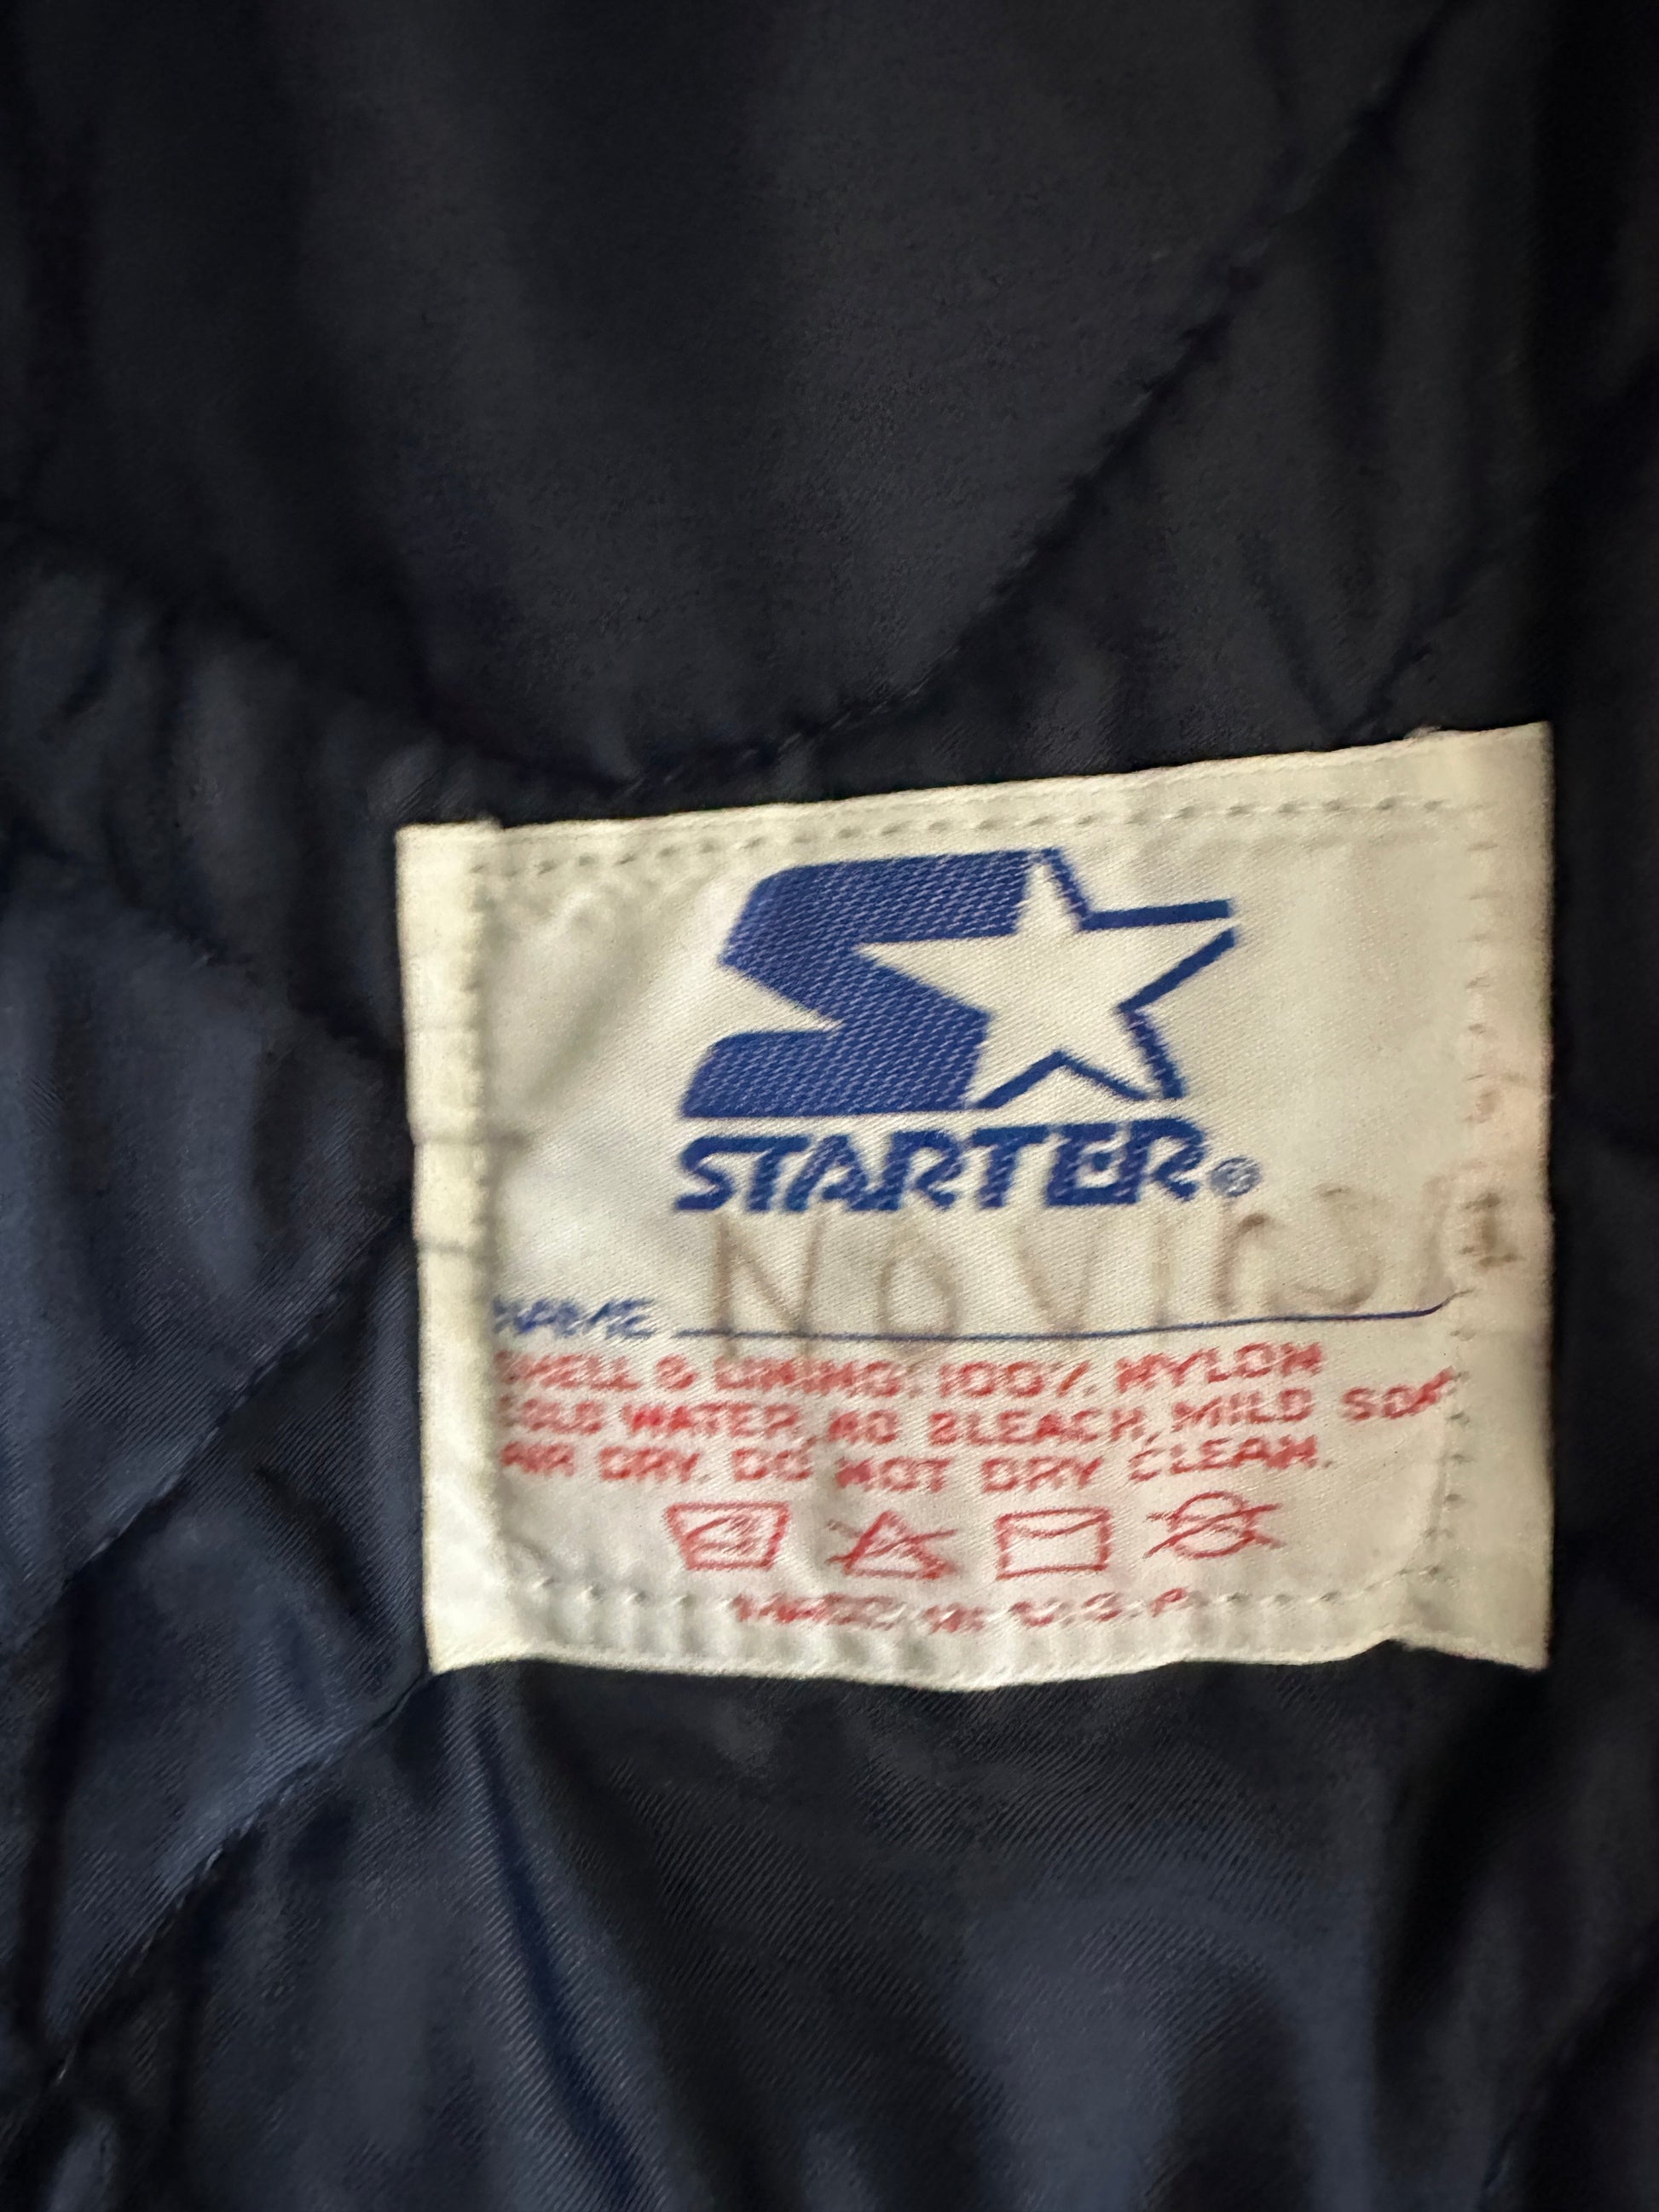 STARTER®
NAME
SHELL & LINING: 100% NYLON
COLD WATER, NO BLEACH, MILD SOAP
AIR DRY. DO NOT DRY CLEAN.
MADE IN U.S.A.